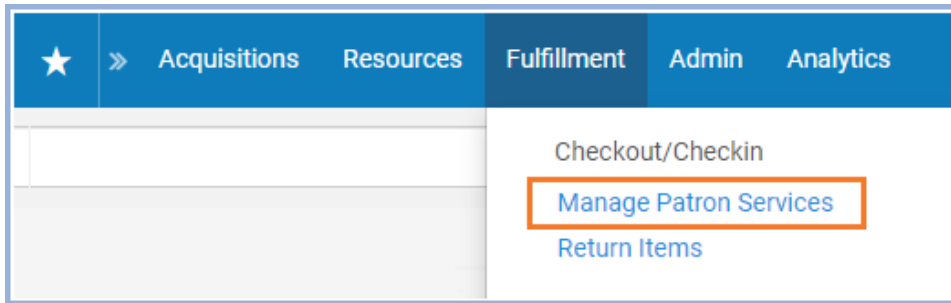 » Acquisitions Resources Fulfillment Admin Analytics
Checkout/Checkin
Manage Patron Services
Return Items